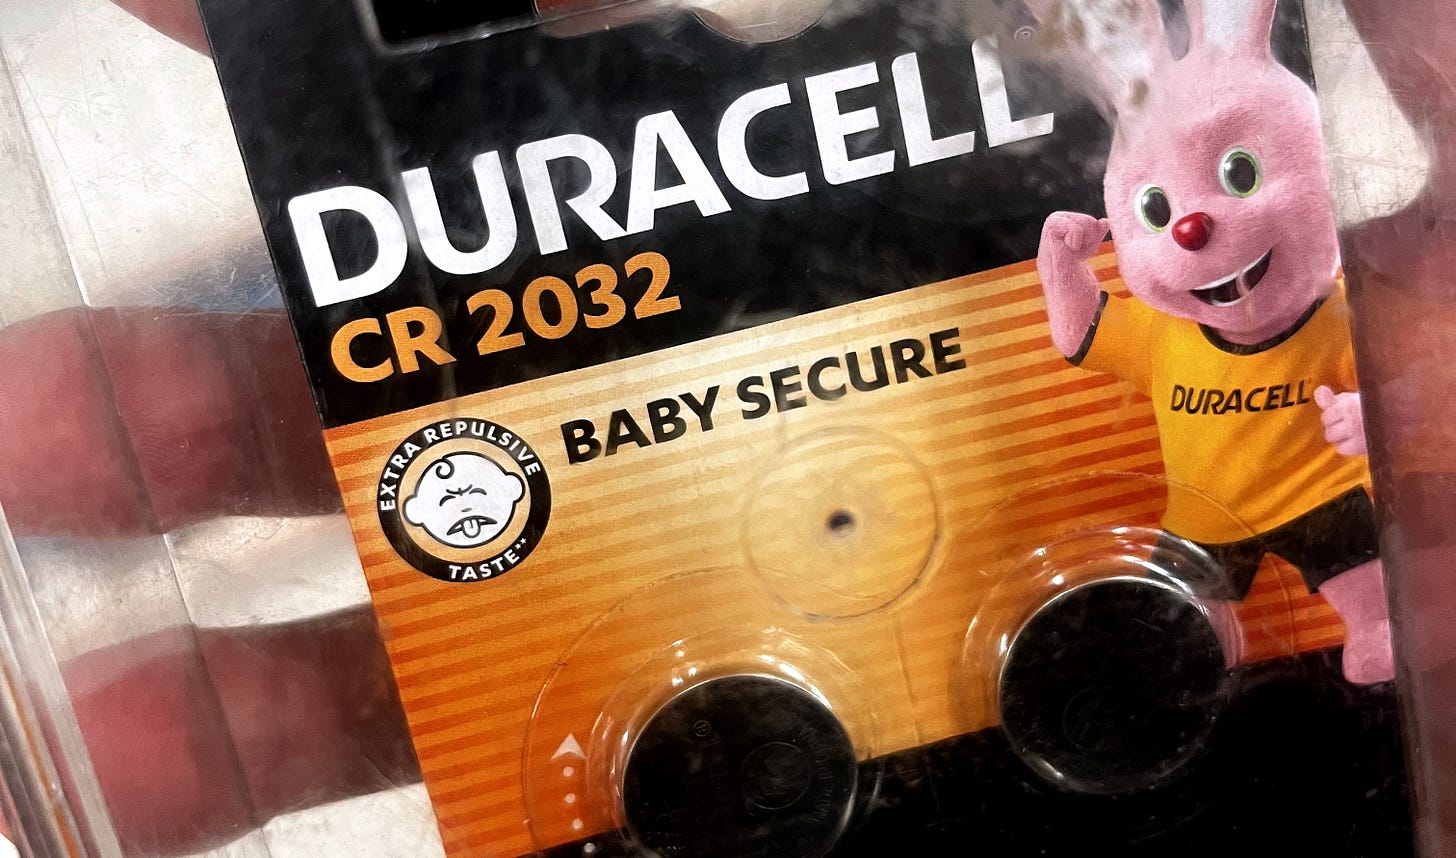 DURACELL
CR 2032
BABY SECURE
EXTRA REPULSIVE
TASTE**
DURACELL